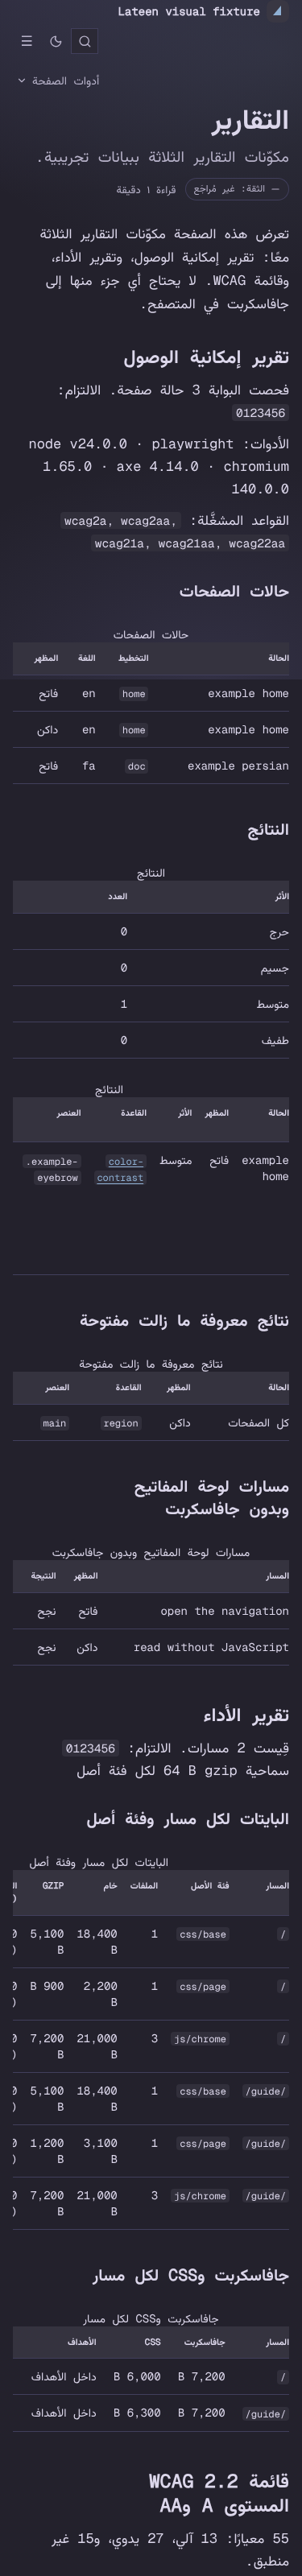 Lateen visual fixture
أدوات الصفحة
التقارير
مكوّنات التقارير الثلاثة ببيانات تجريبية.
— الثقة: غير مُراجَع
قراءة ١ دقيقة
تعرض هذه الصفحة مكوّنات التقارير الثلاثة
معًا: تقرير إمكانية الوصول، وتقرير الأداء،
وقائمة WCAG. لا يحتاج أي جزء منها إلى
جافاسكربت في المتصفح.
تقرير إمكانية الوصول
فحصت البوابة 3 حالة صفحة. الالتزام:
0123456
الأدوات: node v24.0.0 · playwright
1.65.0 · axe 4.14.0 · chromium
140.0.0
القواعد المشغَّلة: wcag2a, wcag2aa,
wcag21a, wcag21aa, wcag22aa
حالات الصفحات
حالات الصفحات
الحالة التخطيط اللغة المظهر
example home home en فاتح
example home home en داكن
example persian doc fa فاتح
النتائج
النتائج
الأثر العدد
حرج 0
جسيم 0
متوسط 1
طفيف 0
النتائج
الحالة المظهر الأثر القاعدة العنصر
example home فاتح متوسط color-contrast .example-eyebrow
نتائج معروفة ما زالت مفتوحة
نتائج معروفة ما زالت مفتوحة
الحالة المظهر القاعدة العنصر
كل الصفحات داكن region main
مسارات لوحة المفاتيح
وبدون جافاسكربت
مسارات لوحة المفاتيح وبدون جافاسكربت
المسار المظهر النتيجة
open the navigation فاتح نجح
read without JavaScript داكن نجح
تقرير الأداء
قِيست 2 مسارات. الالتزام: 0123456
سماحية 64 B gzip لكل فئة أصل
البايتات لكل مسار وفئة أصل
البايتات لكل مسار وفئة أصل
المسار فئة الأصل الملفات خام GZIP
/ css/base 1 18,400 B 5,100 B
/ css/page 1 2,200 B 900 B
/ js/chrome 3 21,000 B 7,200 B
/guide/ css/base 1 18,400 B 5,100 B
/guide/ css/page 1 3,100 B 1,200 B
/guide/ js/chrome 3 21,000 B 7,200 B
جافاسكربت وCSS لكل مسار
جافاسكربت وCSS لكل مسار
المسار جافاسكربت CSS الأهداف
/ 7,200 B 6,000 B داخل الأهداف
/guide/ 7,200 B 6,300 B داخل الأهداف
قائمة WCAG 2.2
المستوى A وAA
55 معيارًا: 13 آلي، 27 يدوي، و15 غير
منطبق.